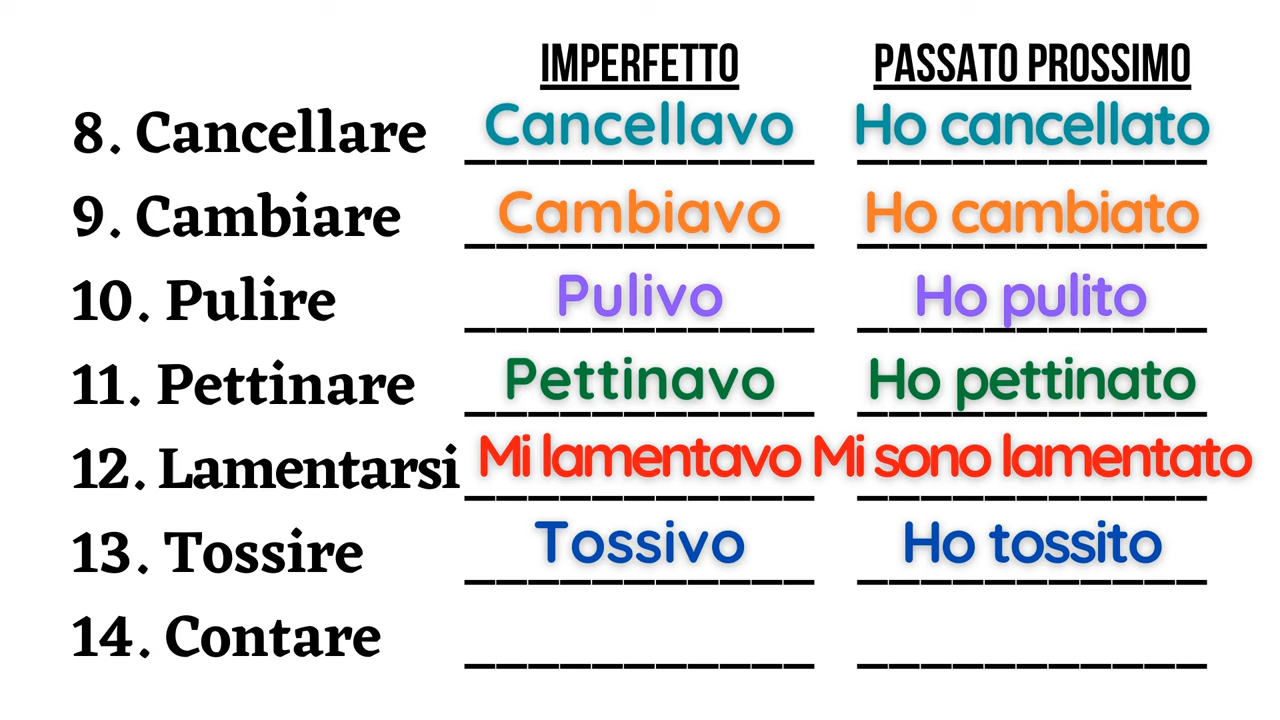 IMPERFETTO PASSATO PROSSIMO
8. Cancellare Cancellavo Ho cancellato
9. Cambiare Cambiavo Ho cambiato
10. Pulire Pulivo Ho pulito
11. Pettinare Pettinavo Ho pettinato
12. Lamentarsi Mi lamentavo Mi sono lamentato
13. Tossire Tossivo Ho tossito
14. Contare